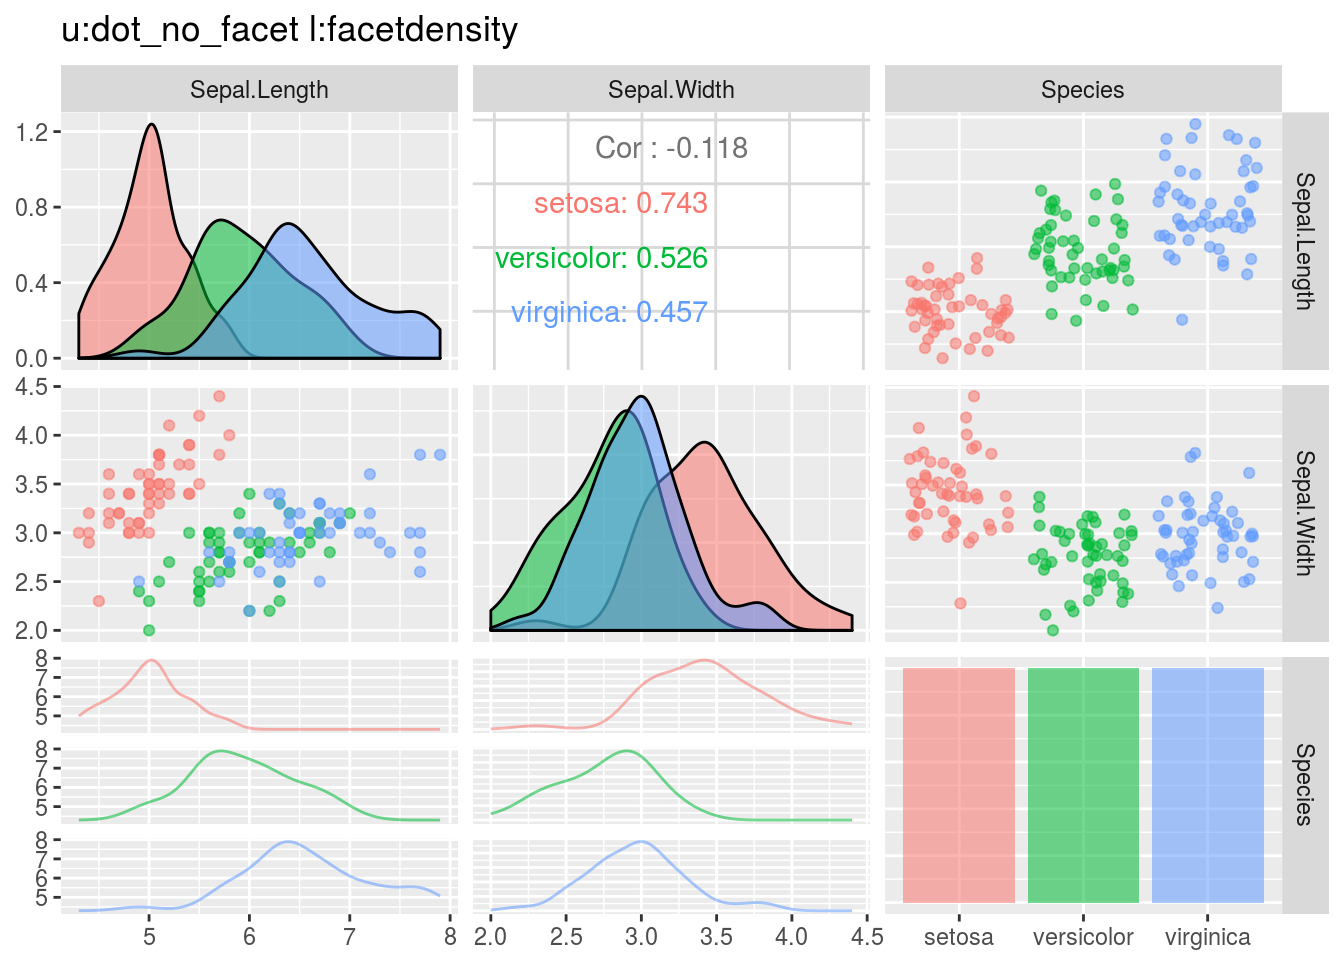 u:dot_no_facet l:facetdensity
Sepal.Length
Sepal.Width
Species
1.2
0.8
0.4
0.0
Cor : -0.118
setosa: 0.743
versicolor: 0.526
virginica: 0.457
Sepal.Length
4.5
4.0
3.5
3.0
2.5
2.0
Sepal.Width
8
7
6
5
8
7
6
5
8
7
6
5
Species
5 6 7 8
2.0 2.5 3.0 3.5 4.0 4.5
setosa versicolor virginica